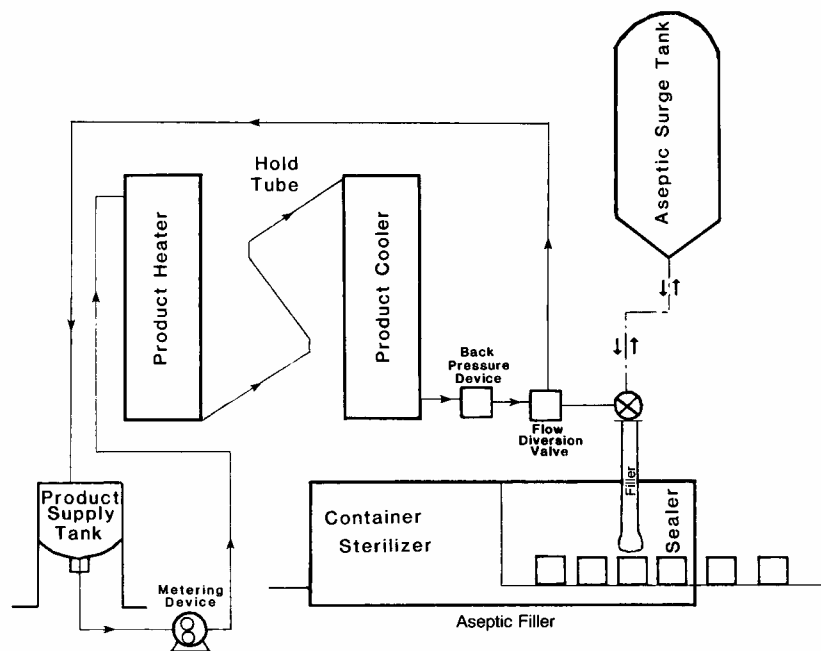 Aseptic Surge Tank
Hold
Tube
Product Heater
Product Cooler
Back
Pressure
Device
Flow
Diversion
Valve
Product
Supply
Tank
Metering
Device
Container
Sterilizer
Filler
Sealer
Aseptic Filler